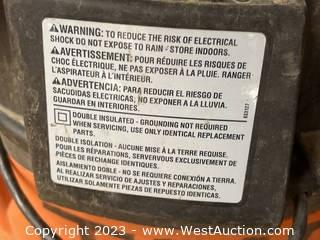 ⚠WARNING: TO REDUCE THE RISK OF ELECTRICAL
SHOCK DO NOT EXPOSE TO RAIN - STORE INDOORS.
⚠AVERTISSEMENT: POUR RÉDUIRE LES RISQUES DE
CHOC ÉLECTRIQUE, NE PAS EXPOSER À LA PLUIE. RANGER
L'ASPIRATEUR À L'INTÉRIEUR.
⚠ADVERTENCIA: PARA REDUCIR EL RIESGO DE
SACUDIDAS ELECTRICAS, NO EXPONER A LA LLUVIA.
GUARDAR EN INTERIORES.
DOUBLE INSULATED - GROUNDING NOT REQUIRED
WHEN SERVICING, USE ONLY IDENTICAL REPLACEMENT
PARTS.
DOUBLE ISOLATION - AUCUNE MISE À LA TERRE REQUISE.
POUR LES RÉPARATIONS, SERVERVOUS EXCLUSIVEMENT DE
PIÈCES DE RECHANGE IDENTIQUES.
AISLAMIENTO DOBLE - NO ES REQUIERE CONEXIÓN A TIERRA.
AL REALIZAR SERVICIO DE AJUSTES Y REPARACIONES,
UTILICE SOLAMENTE PIEZAS DE REPUESTO IDENTICAS.
Copyright 2023 - WestAuction.com